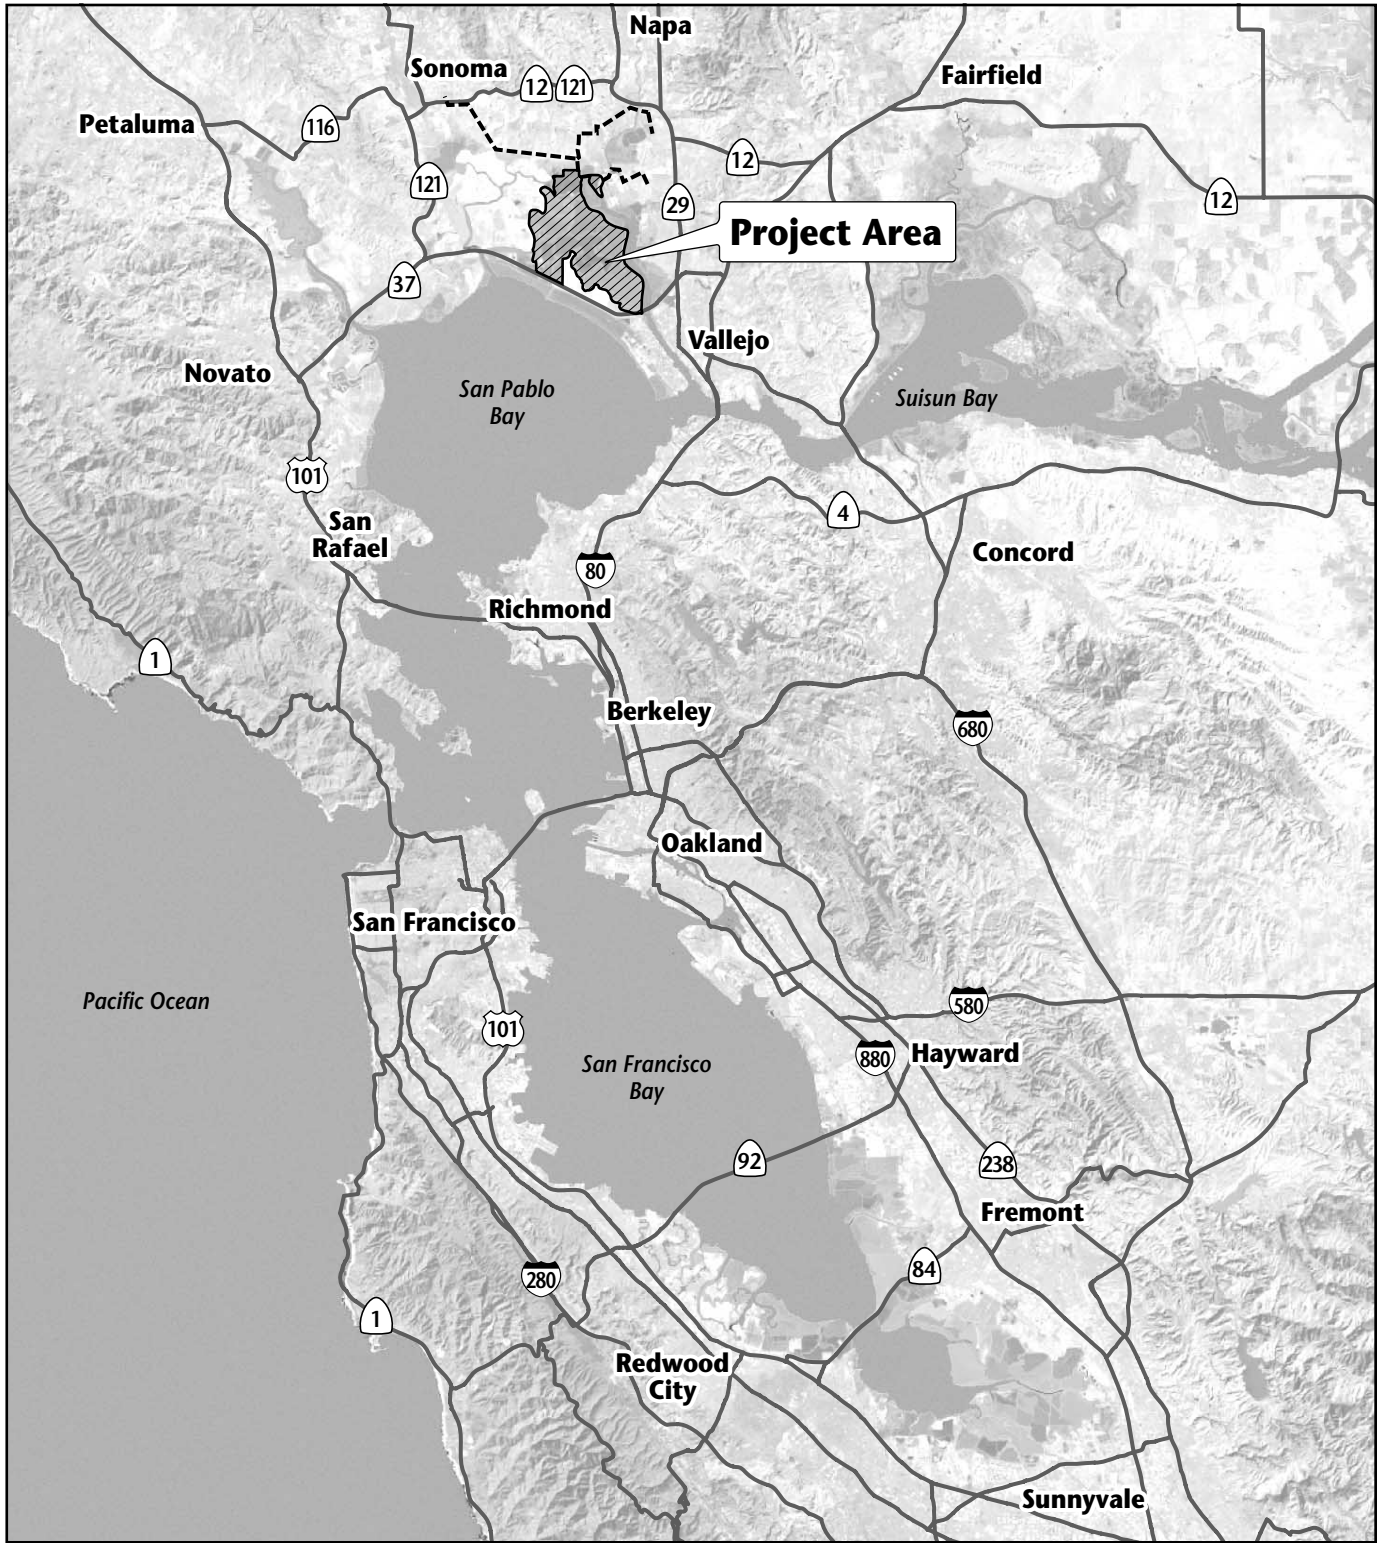 Napa
Sonoma
12
121
Fairfield
Petaluma
116
12
121
12
29
Project Area
37
Vallejo
Novato
San Pablo
Bay
Suisun Bay
101
4
San
Rafael
Concord
80
Richmond
1
Berkeley
680
Oakland
San Francisco
Pacific Ocean
580
101
Hayward
880
San Francisco
Bay
92
238
Fremont
84
280
1
Redwood
City
Sunnyvale